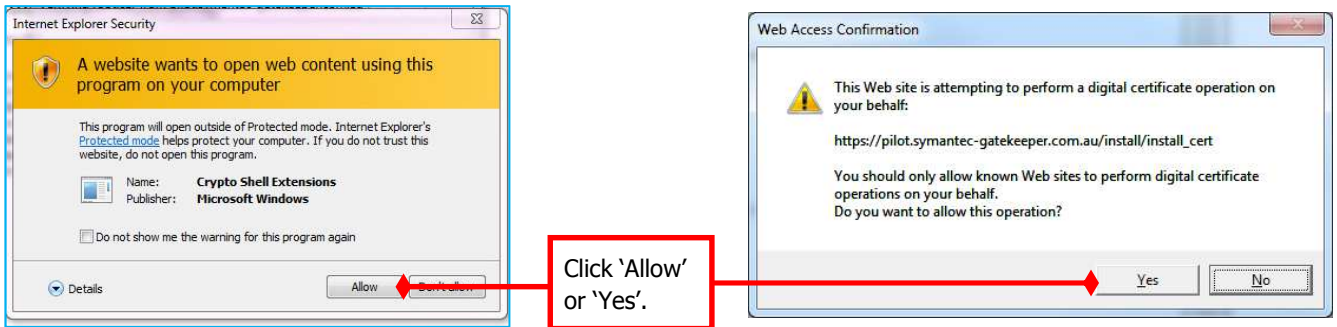 Internet Explorer Security
A website wants to open web content using this
program on your computer
This program will open outside of Protected mode. Internet Explorer's
Protected mode helps protect your computer. If you do not trust this
website, do not open this program.
Name: Crypto Shell Extensions
Publisher: Microsoft Windows
Do not show me the warning for this program again
Details
Allow
Don't allow
Click ‘Allow’
or ‘Yes’.
Web Access Confirmation
This Web site is attempting to perform a digital certificate operation on
your behalf:
https://pilot.symantec-gatekeeper.com.au/install/install_cert
You should only allow known Web sites to perform digital certificate
operations on your behalf.
Do you want to allow this operation?
Yes
No